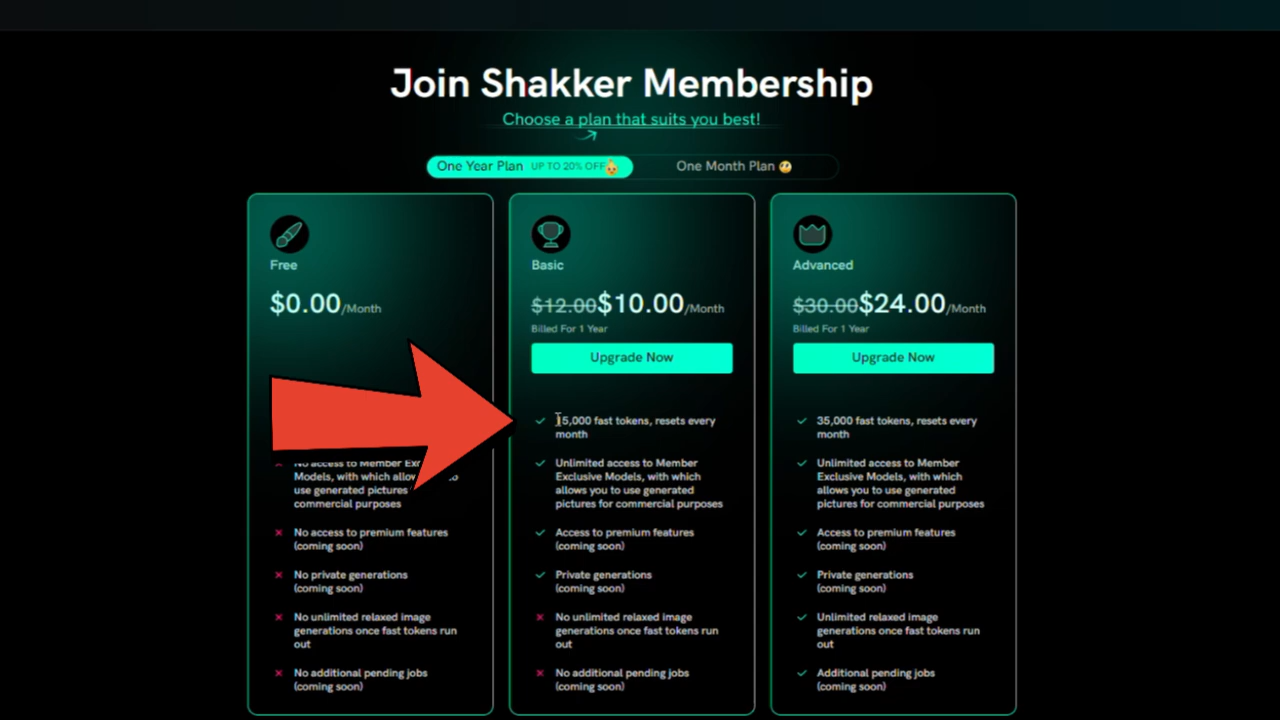 Join Shakker Membership
Choose a plan that suits you best!
One Year Plan UP TO 20% OFF
One Month Plan
Free
$0.00/Month
No access to Member
Models, with which
use generated pictures
commercial purposes
No access to premium features
(coming soon)
No private generations
(coming soon)
No unlimited relaxed image
generations once fast tokens run
out
No additional pending jobs
(coming soon)
Basic
$12.00$10.00/Month
Billed For 1 Year
Upgrade Now
15,000 fast tokens, resets every
month
Unlimited access to Member
Exclusive Models, with which
allows you to use generated
pictures for commercial purposes
Access to premium features
(coming soon)
Private generations
(coming soon)
No unlimited relaxed image
generations once fast tokens run
out
No additional pending jobs
(coming soon)
Advanced
$30.00$24.00/Month
Billed For 1 Year
Upgrade Now
35,000 fast tokens, resets every
month
Unlimited access to Member
Exclusive Models, with which
allows you to use generated
pictures for commercial purposes
Access to premium features
(coming soon)
Private generations
(coming soon)
Unlimited relaxed image
generations once fast tokens run
out
Additional pending jobs
(coming soon)